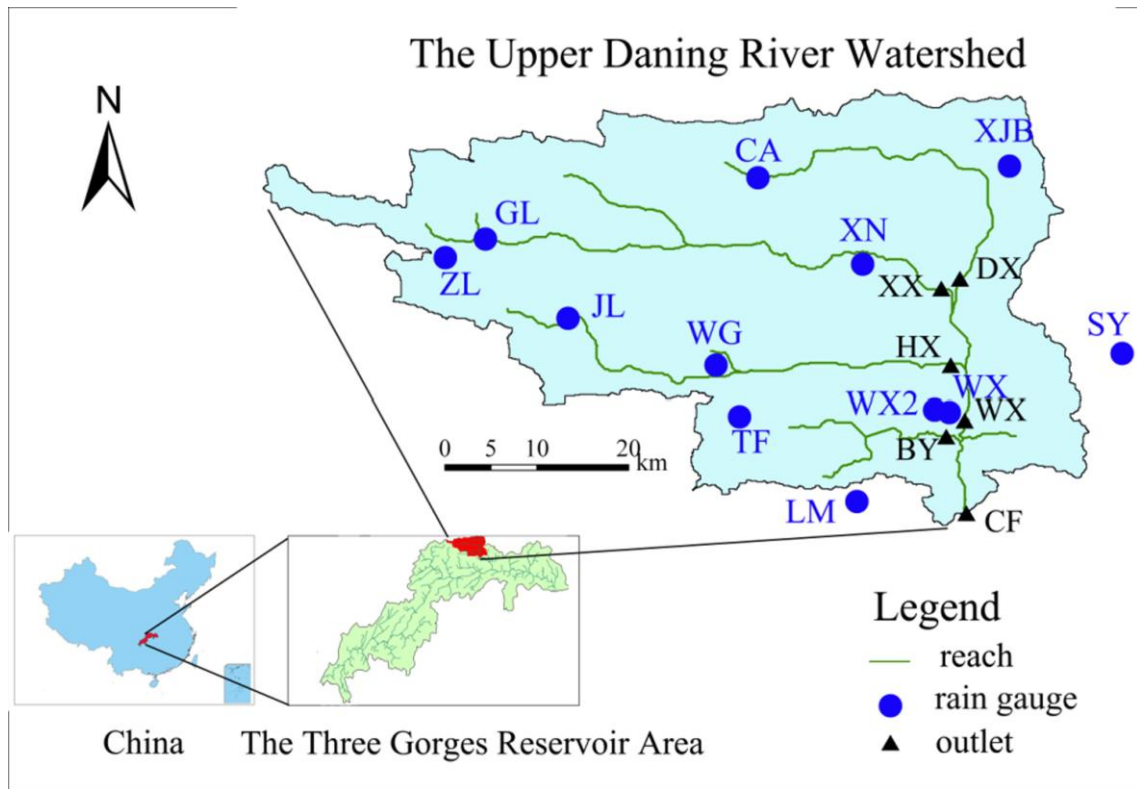 The Upper Daning River Watershed
N
XJB
CA
GL
XN
ZL
DX
XX
JL
SY
WG
HX
WX2
WX
WX
TF
BY
0 5 10 20
km
LM
CF
Legend
reach
rain gauge
outlet
China
The Three Gorges Reservoir Area